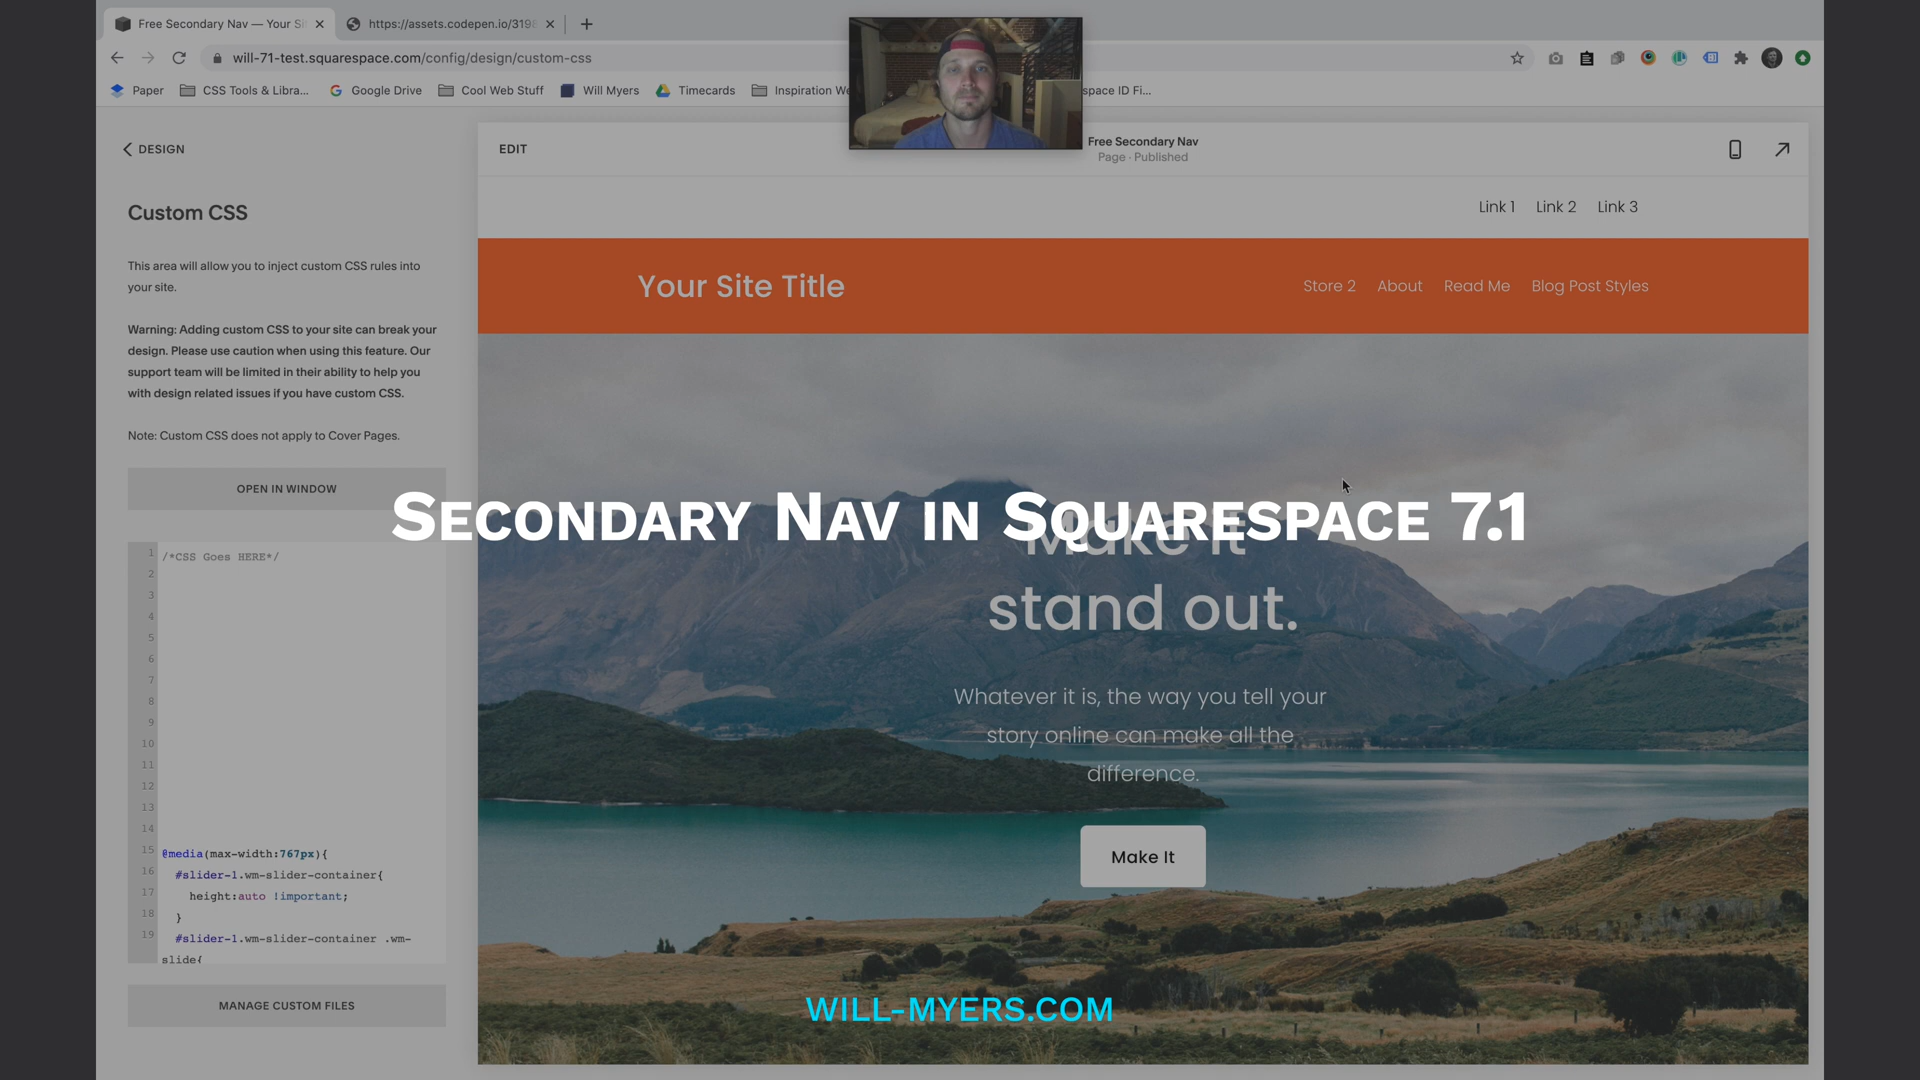 Free Secondary Nav — Your Si
https://assets.codepen.io/3198
will-71-test.squarespace.com/config/design/custom-css
Paper
CSS Tools & Libra...
Google Drive
Cool Web Stuff
Will Myers
Timecards
Inspiration We
space ID Fi...
DESIGN
EDIT
Free Secondary Nav
Page · Published
Link 1
Link 2
Link 3
Custom CSS
This area will allow you to inject custom CSS rules into
your site.
Warning: Adding custom CSS to your site can break your
design. Please use caution when using this feature. Our
support team will be limited in their ability to help you
with design related issues if you have custom CSS.
Note: Custom CSS does not apply to Cover Pages.
OPEN IN WINDOW
Your Site Title
Store 2
About
Read Me
Blog Post Styles
Secondary Nav in Squarespace 7.1
Make it
stand out.
Whatever it is, the way you tell your
story online can make all the
difference.
Make It
1 /*CSS Goes HERE*/
2
3
4
5
6
7
8
9
10
11
12
13
14
15 @media(max-width:767px){
16 #slider-1.wm-slider-container{
17 height:auto !important;
18 }
19 #slider-1.wm-slider-container .wm-
slide{
MANAGE CUSTOM FILES
WILL-MYERS.COM